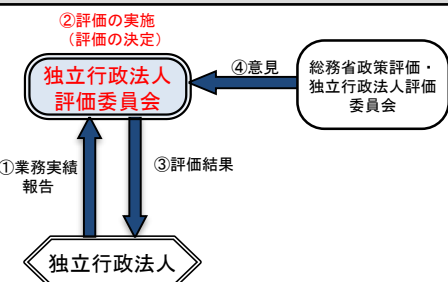 ②評価の実施
（評価の決定）
独立行政法人
評価委員会
④意見
総務省政策評価・
独立行政法人評価
委員会
①業務実績
報告
③評価結果
独立行政法人